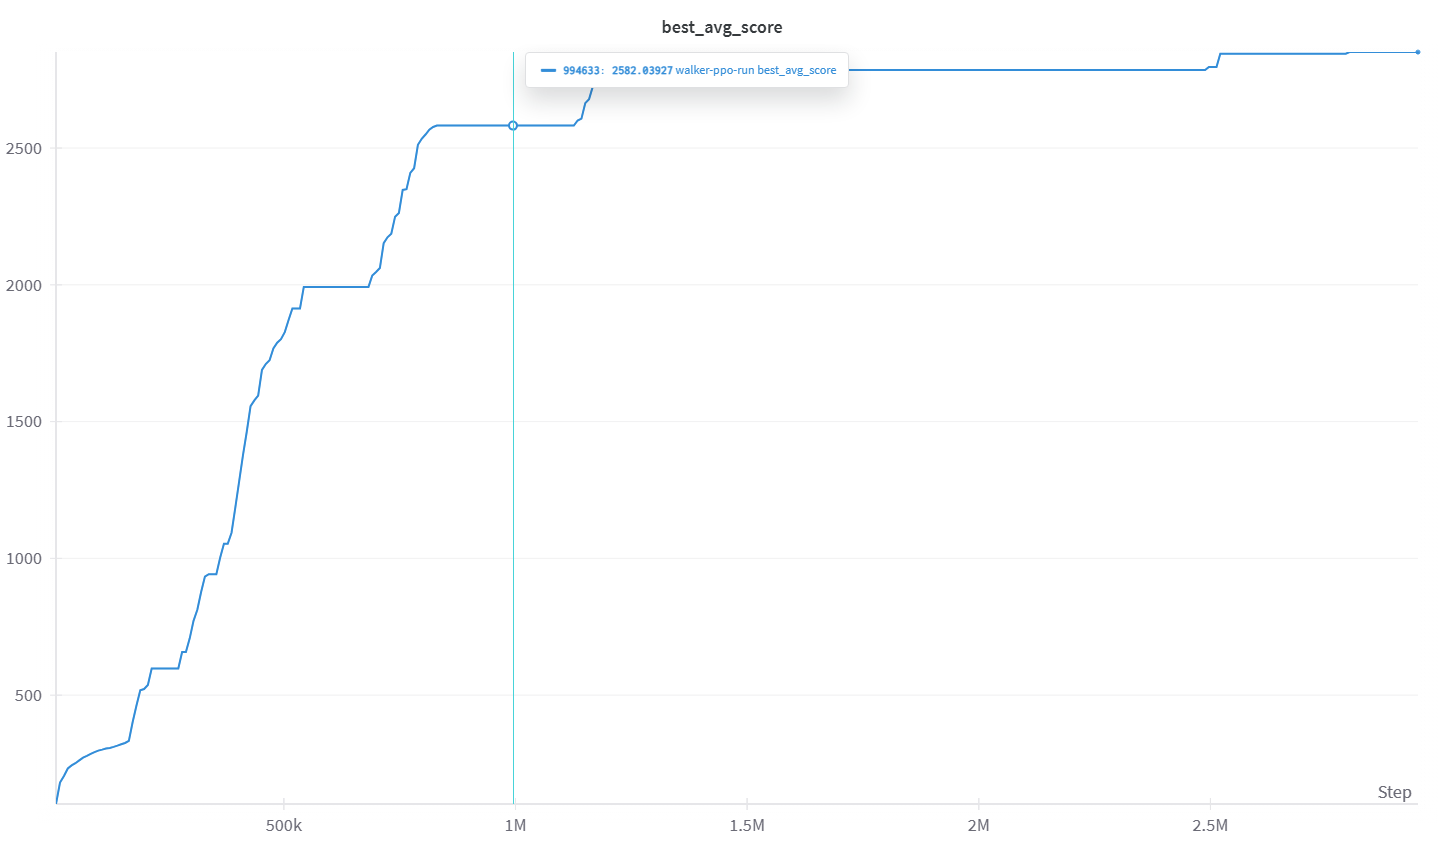 best_avg_score
994633: 2582.03927 walker-ppo-run best_avg_score
2500
2000
1500
1000
500
Step
500k
1M
1.5M
2M
2.5M